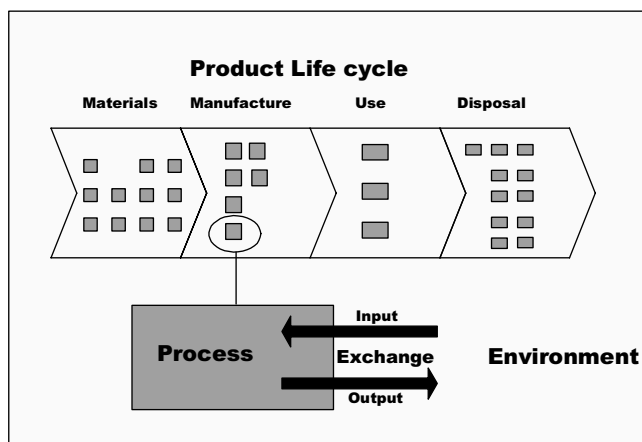 Product Life cycle
Materials Manufacture Use Disposal
Input
Process Exchange Environment
Output